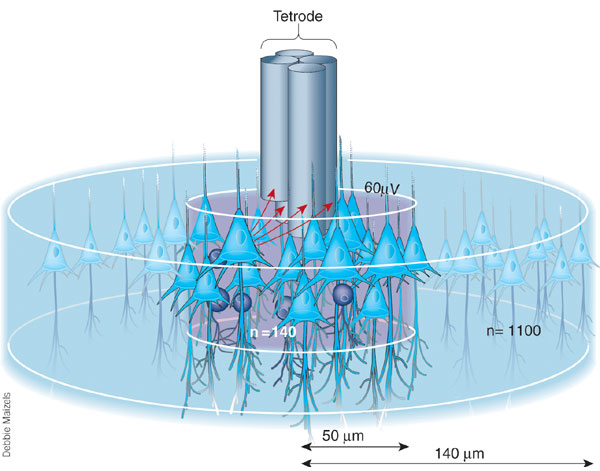 Tetrode
60μV
n =140
n= 1100
50 μm
140 μm
Debbie Maizels